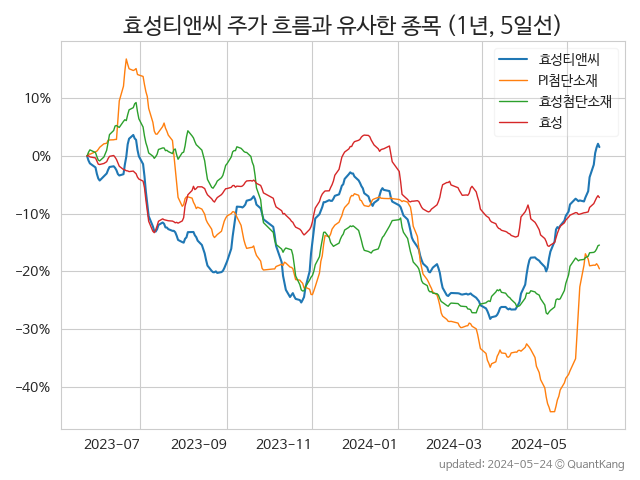 효성티앤씨 주가 흐름과 유사한 종목 (1년, 5일선)
효성티앤씨
PI첨단소재
효성첨단소재
효성
10%
0%
−10%
−20%
−30%
−40%
2023-07
2023-09
2023-11
2024-01
2024-03
2024-05
updated: 2024-05-24 © QuantKang